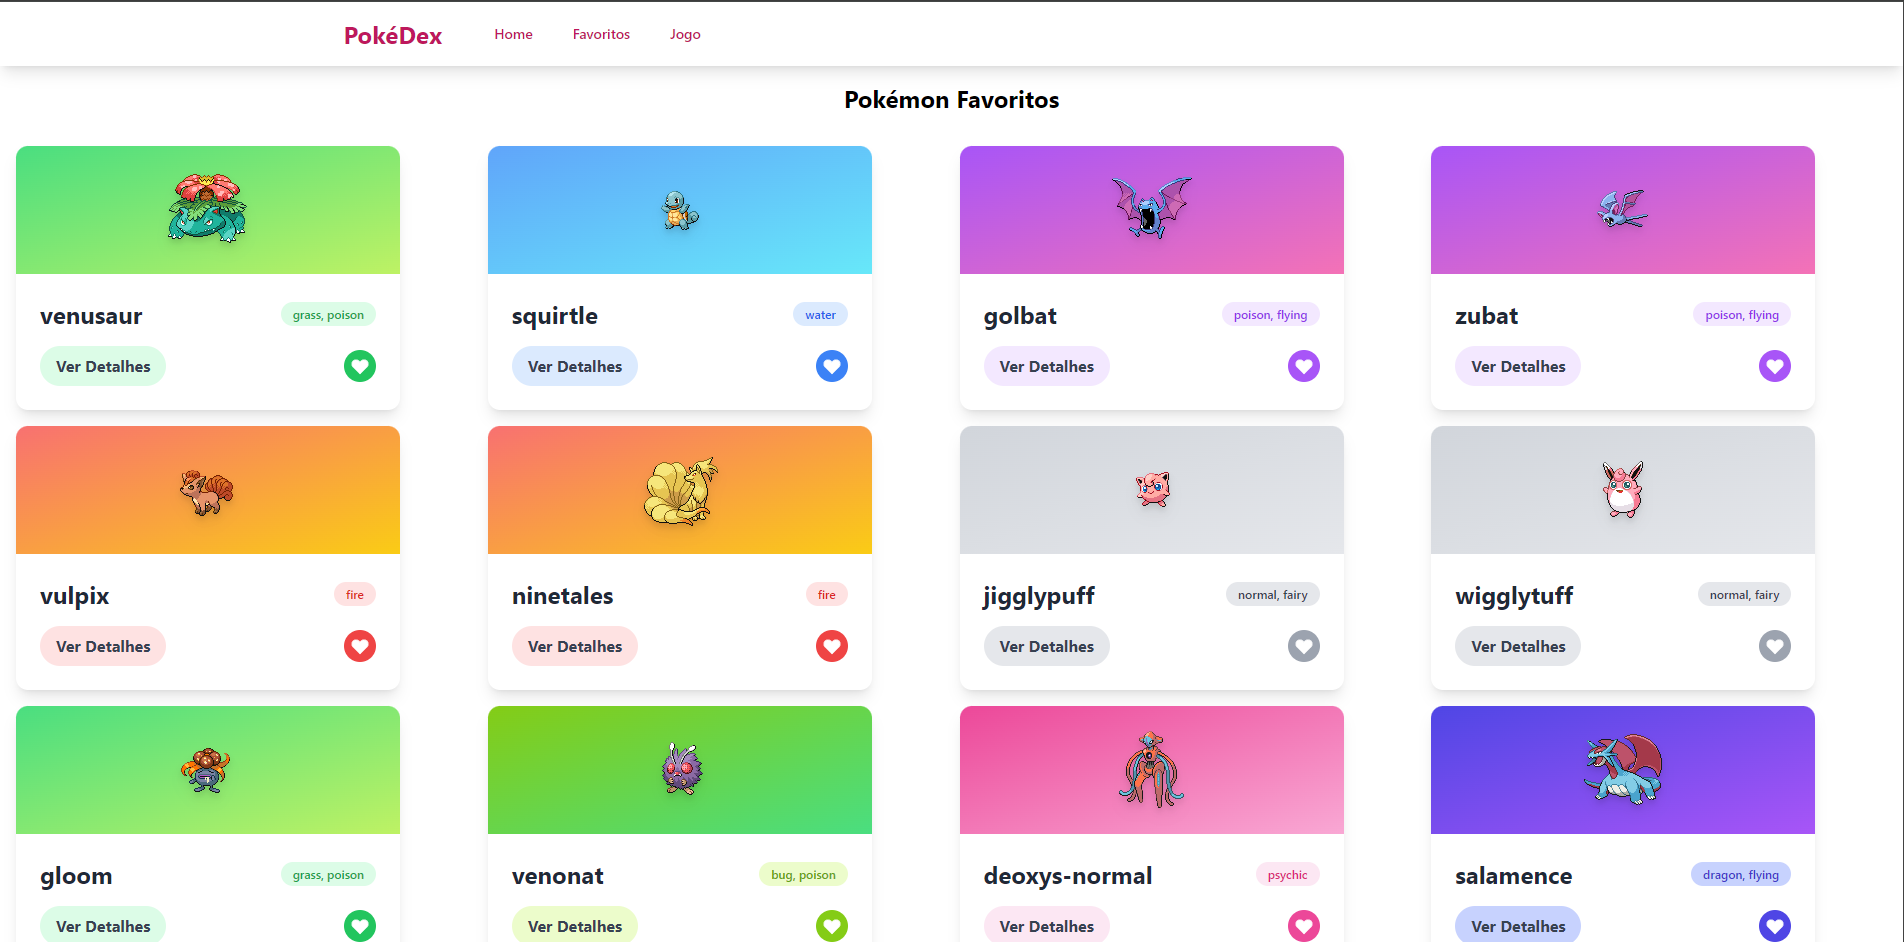 PokéDex Home Favoritos Jogo
Pokémon Favoritos
venusaur grass, poison
Ver Detalhes
squirtle water
Ver Detalhes
golbat poison, flying
Ver Detalhes
zubat poison, flying
Ver Detalhes
vulpix fire
Ver Detalhes
ninetales fire
Ver Detalhes
jigglypuff normal, fairy
Ver Detalhes
wigglytuff normal, fairy
Ver Detalhes
gloom grass, poison
Ver Detalhes
venonat bug, poison
Ver Detalhes
deoxys-normal psychic
Ver Detalhes
salamence dragon, flying
Ver Detalhes